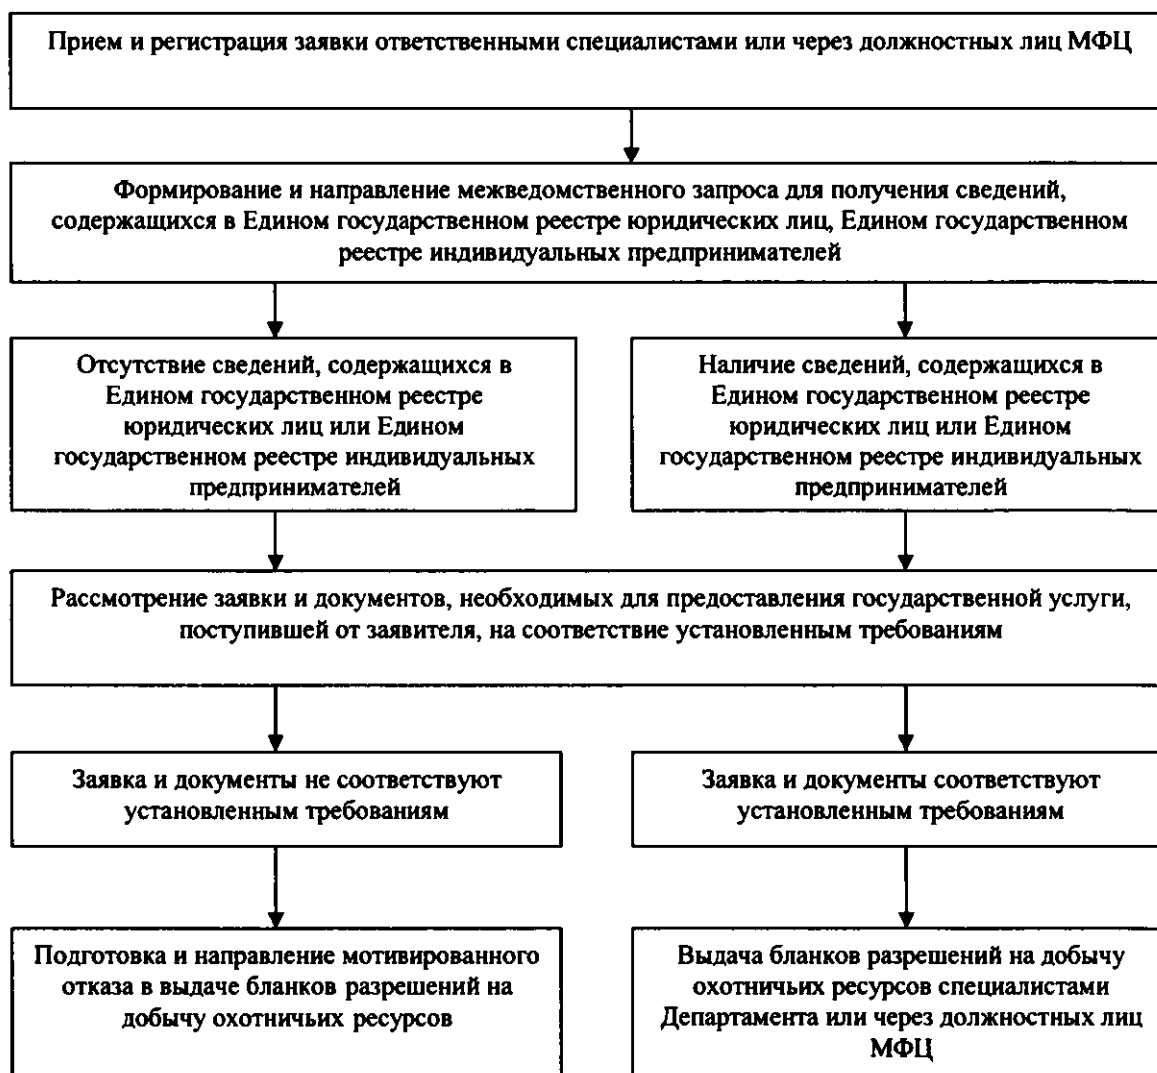 Прием и регистрация заявки ответственными специалистами или через должностных лиц МФЦ
Формирование и направление межведомственного запроса для получения сведений,
содержащихся в Едином государственном реестре юридических лиц, Едином государственном
реестре индивидуальных предпринимателей
Отсутствие сведений, содержащихся в
Едином государственном реестре
юридических лиц или Едином
государственном реестре индивидуальных
предпринимателей
Наличие сведений, содержащихся в
Едином государственном реестре
юридических лиц или Едином
государственном реестре индивидуальных
предпринимателей
Рассмотрение заявки и документов, необходимых для предоставления государственной услуги,
поступившей от заявителя, на соответствие установленным требованиям
Заявка и документы не соответствуют
установленным требованиям
Заявка и документы соответствуют
установленным требованиям
Подготовка и направление мотивированного
отказа в выдаче бланков разрешений на
добычу охотничьих ресурсов
Выдача бланков разрешений на добычу
охотничьих ресурсов специалистами
Департамента или через должностных лиц
МФЦ